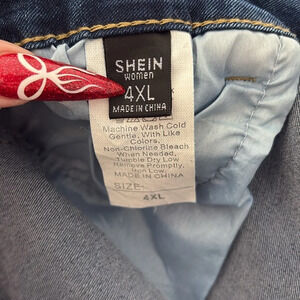 SHEIN
women
4XL
MADE IN CHINA
Machine Wash Cold
Gentle, With Like
Colors,
Non-Chlorine Bleach
When Needed,
Tumble Dry Low
Remove Promptly,
Iron Low.
MADE IN CHINA
SIZE:
4XL